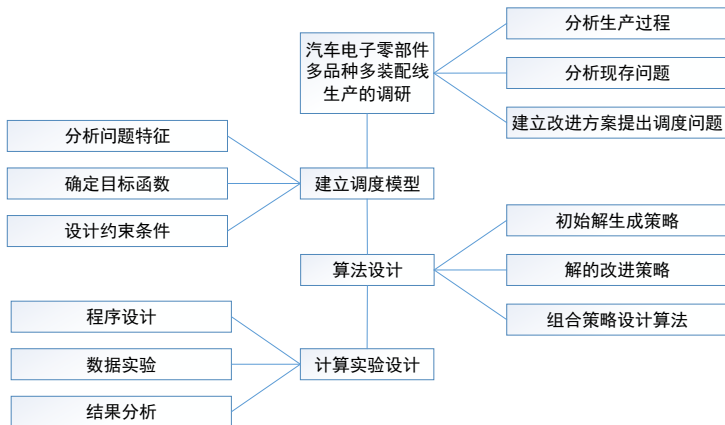 汽车电子零部件
多品种多装配线
生产的调研
分析生产过程
分析现存问题
建立改进方案提出调度问题
分析问题特征
确定目标函数
设计约束条件
建立调度模型
算法设计
初始解生成策略
解的改进策略
组合策略设计算法
程序设计
数据实验
结果分析
计算实验设计